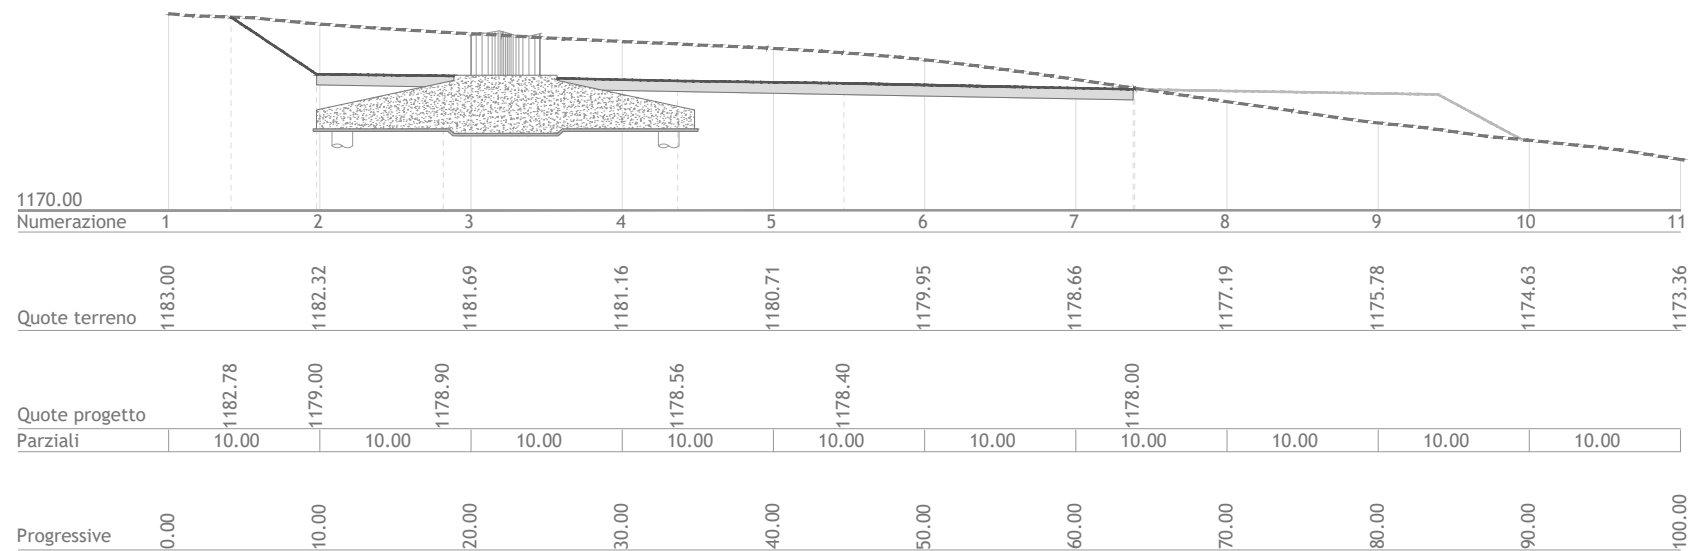 1170.00
Numerazione 1 2 3 4 5 6 7 8 9 10 11
Quote terreno 1183.00 1182.32 1181.69 1181.16 1180.71 1179.95 1178.66 1177.19 1175.78 1174.63 1173.36
Quote progetto 1182.78 1179.00 1178.90 1178.56 1178.40 1178.00
Parziali 10.00 10.00 10.00 10.00 10.00 10.00 10.00 10.00 10.00 10.00
Progressive 0.00 10.00 20.00 30.00 40.00 50.00 60.00 70.00 80.00 90.00 100.00